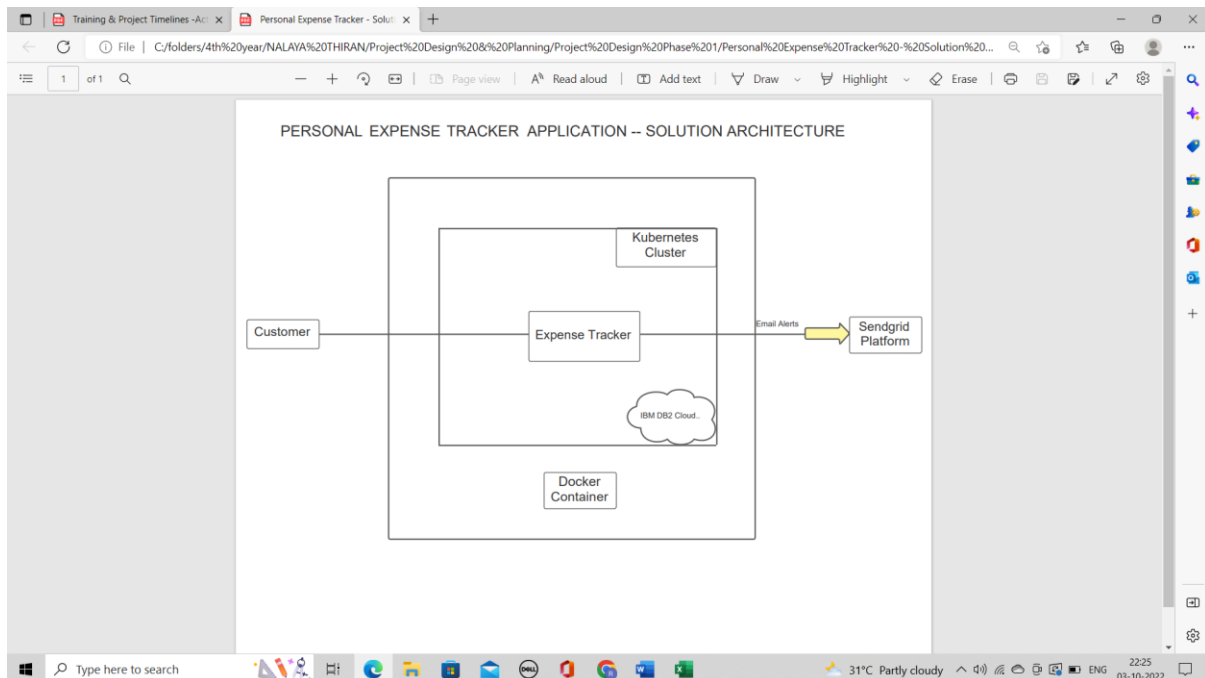 Training & Project Timelines -Ac
Personal Expense Tracker - Solut
File
C:/folders/4th%20year/NALAYA%20THIRAN/Project%20Design%20&%20Planning/Project%20Design%20Phase%201/Personal%20Expense%20Tracker%20-%20Solution%20...
1 of 1
Page view
Read aloud
Add text
Draw
Highlight
Erase
PERSONAL EXPENSE TRACKER APPLICATION -- SOLUTION ARCHITECTURE
Kubernetes
Cluster
Customer
Expense Tracker
Email Alerts
Sendgrid
Platform
IBM DB2 Cloud..
Docker
Container
Type here to search
DELL
31°C Partly cloudy
ENG
22:25
03-10-2022